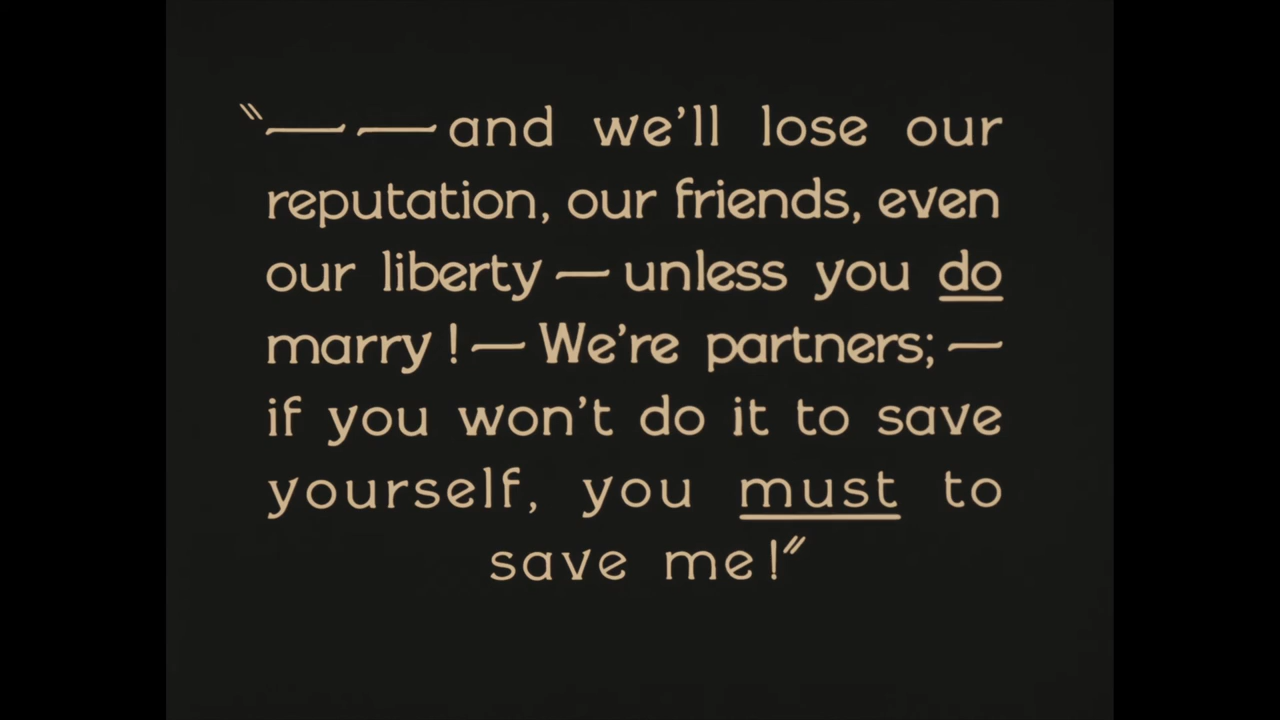 “— — and we’ll lose our
reputation, our friends, even
our liberty — unless you do
marry ! — We’re partners; —
if you won’t do it to save
yourself, you must to
save me!”